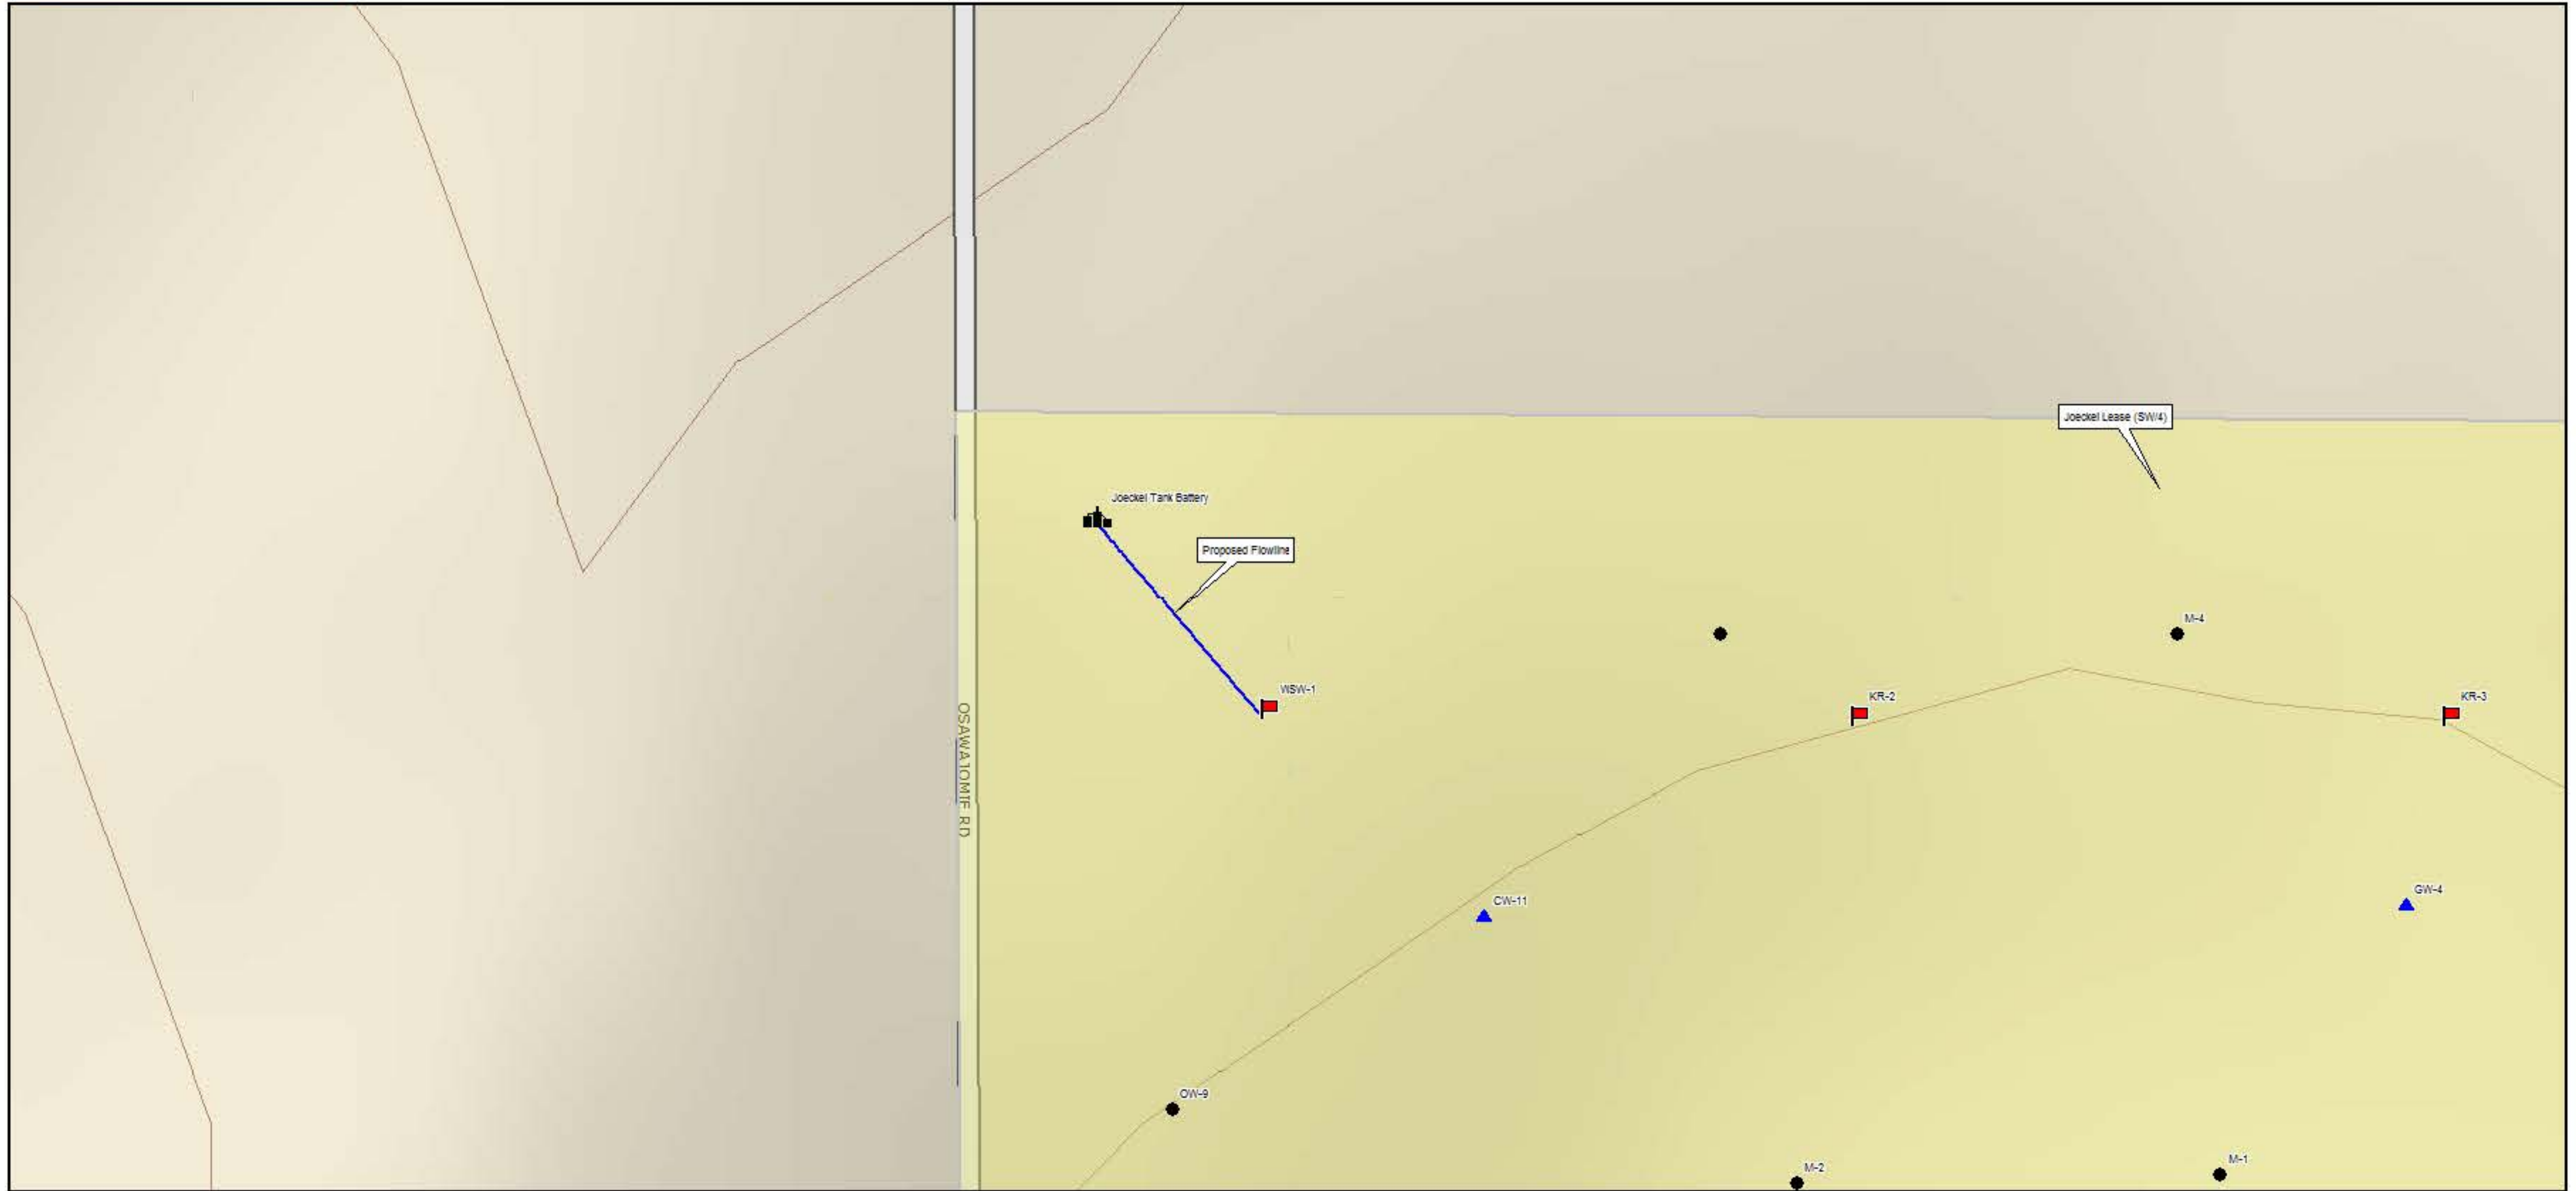 Joeckel Lease (SW/4)
Joeckel Tank Battery
Proposed Flowline
M-4
WSW-1
KR-2
KR-3
OSAWATOMIE RD
GW-4
CW-11
OW-9
M-1
M-2